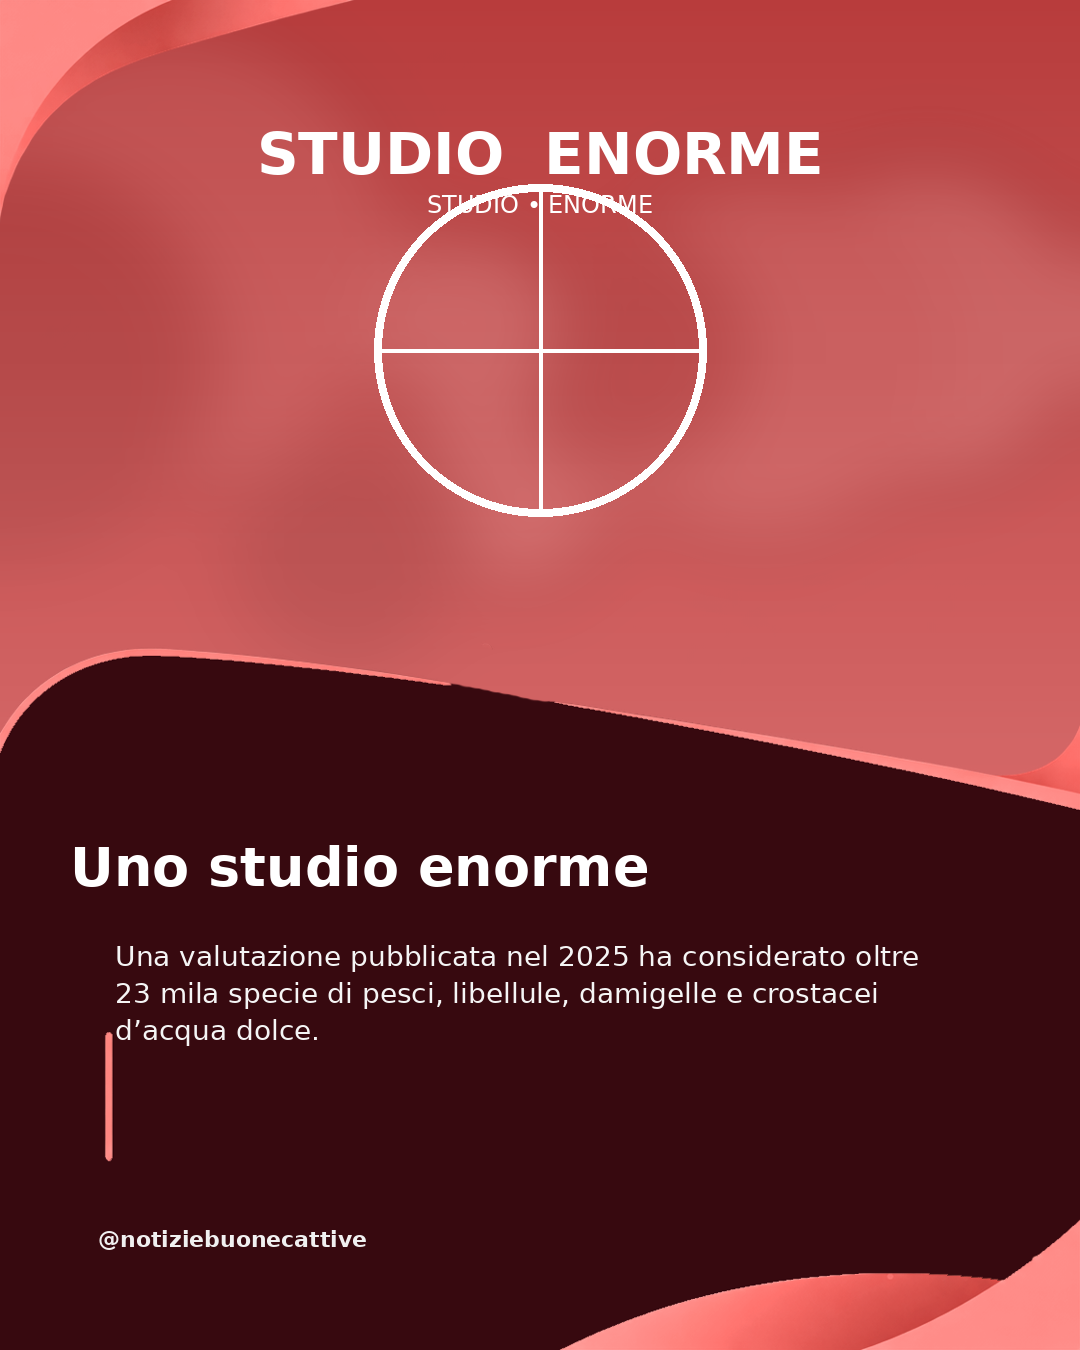 STUDIO ENORME
STUDIO • ENORME
Uno studio enorme
Una valutazione pubblicata nel 2025 ha considerato oltre
23 mila specie di pesci, libellule, damigelle e crostacei
d’acqua dolce.
@notiziebuonecattive